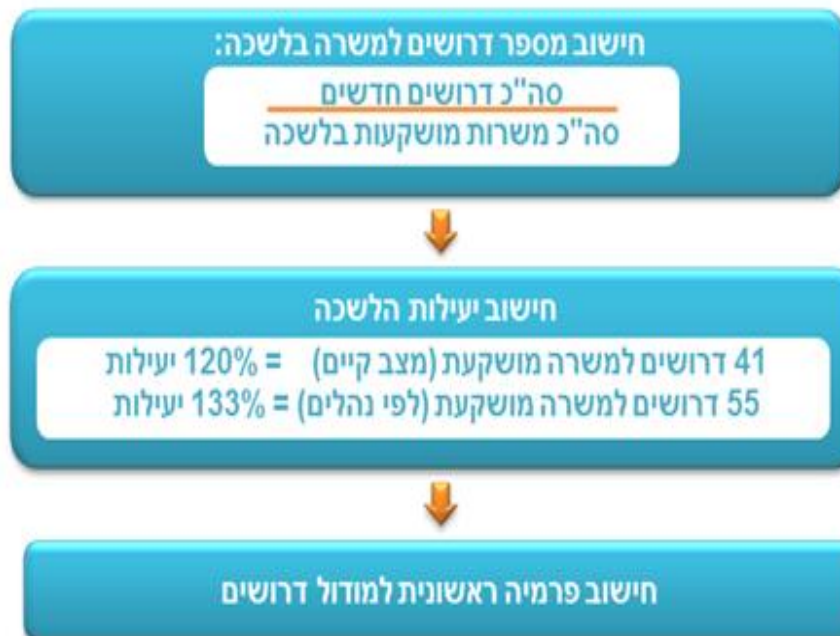 חישוב מספר דרושים למשרה בלשכה:
סה"כ דרושים חדשים
סה"כ משרות מושקעות בלשכה
חישוב יעילות הלשכה
41 דרושים למשרה מושקעת (מצב קיים) = 120% יעילות
55 דרושים למשרה מושקעת (לפי נהלים) = 133% יעילות
חישוב פרמיה ראשונית למודול דרושים